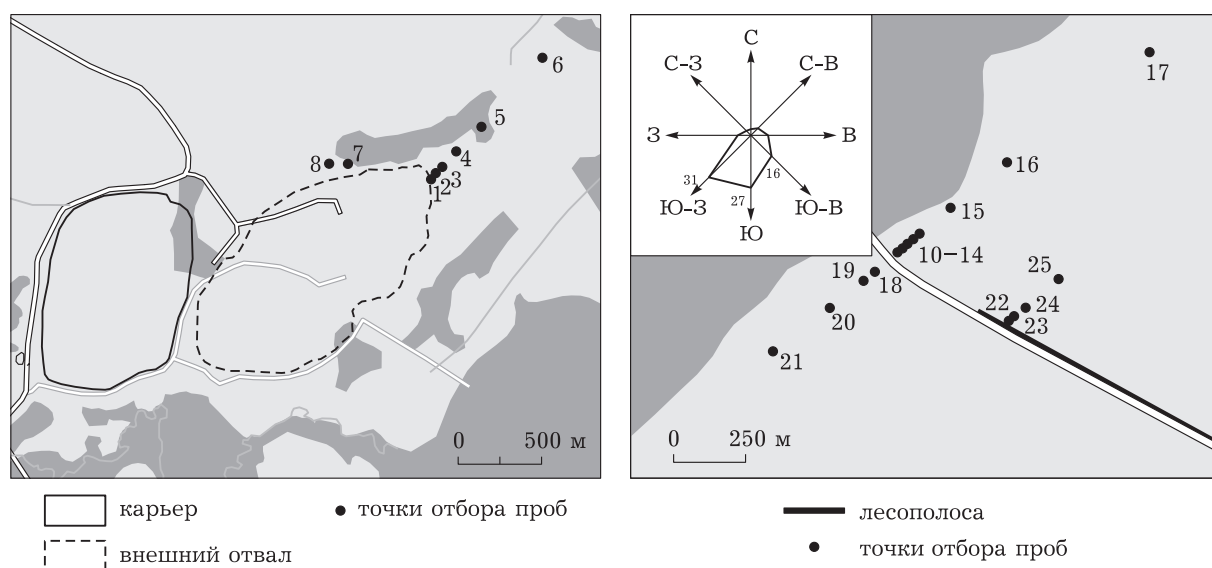 6
5
8 7
4
3
2
1
0 500 м
С
С-З С-В
З В
31 16
27
Ю-З Ю-В
Ю
17
16
15
10–14
19 18
25
20
22 24
23
21
0 250 м
карьер
точки отбора проб
внешний отвал
лесополоса
точки отбора проб